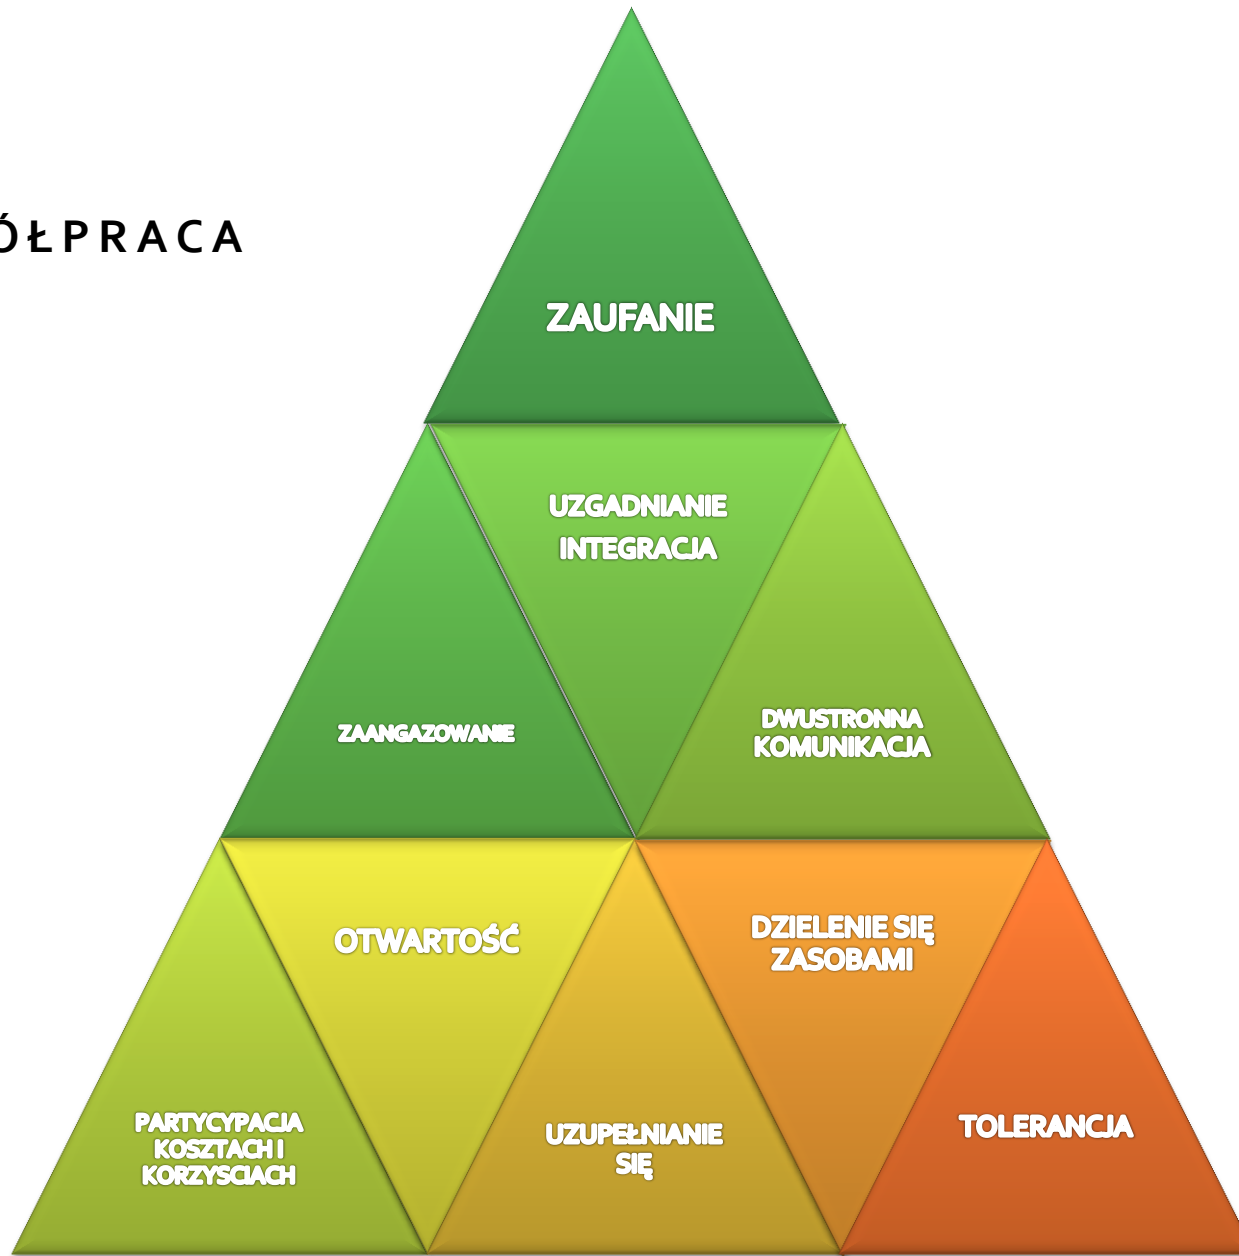 ÓŁPRACA
ZAUFANIE
UZGADNIANIE
INTEGRACJA
ZAANGAZOWANIE
DWUSTRONNA
KOMUNIKACJA
OTWARTOŚĆ
DZIELENIE SIĘ
ZASOBAMI
PARTYCYPACJA
KOSZTACH I
KORZYSCIACH
UZUPEŁNIANIE
SIĘ
TOLERANCJA